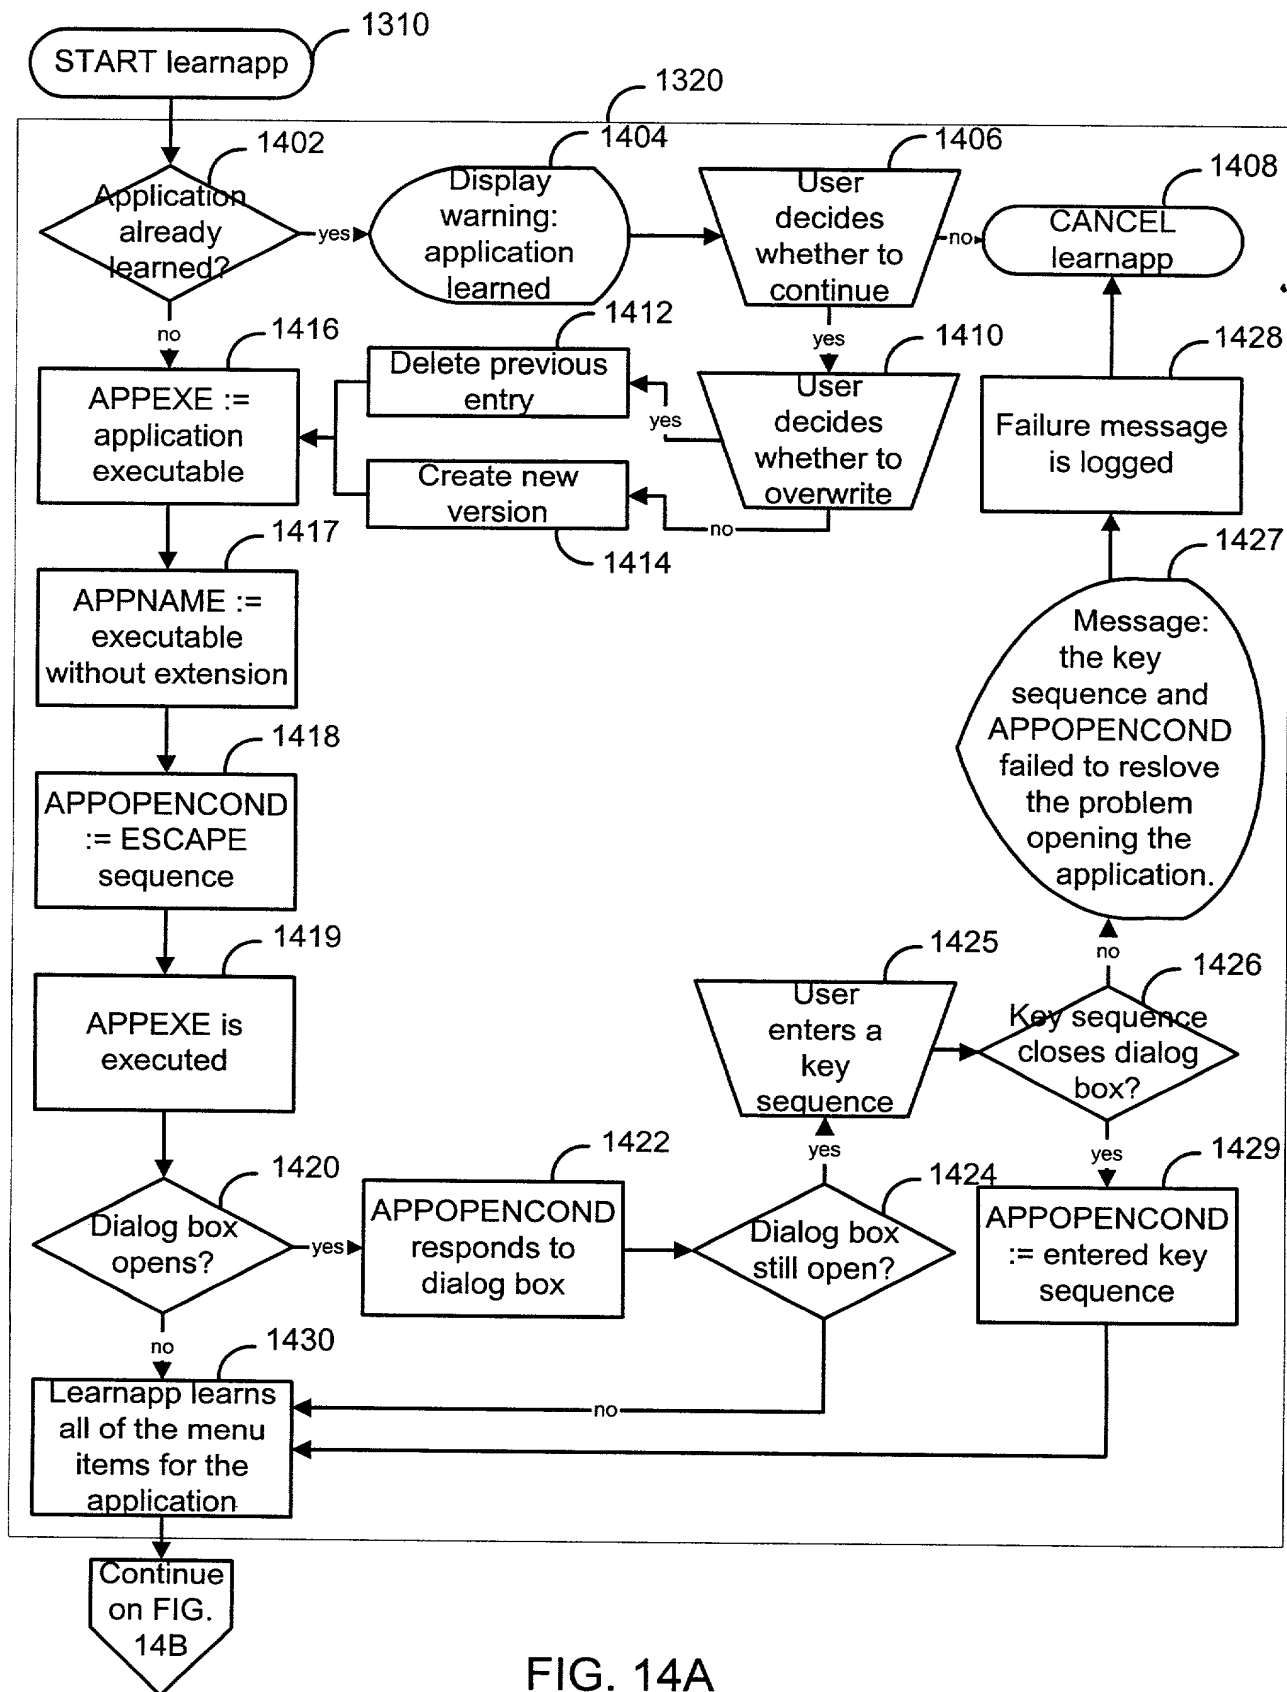 1310
START learnapp
1320
1402
Application
already
learned?
yes
no
1404
Display
warning:
application
learned
1406
User
decides
whether to
continue
no
yes
1408
CANCEL
learnapp
1410
User
decides
whether to
overwrite
yes
no
1412
Delete previous
entry
Create new
version
1414
1416
APPEXE :=
application
executable
1417
APPNAME :=
executable
without extension
1418
APPOPENCOND
:= ESCAPE
sequence
1419
APPEXE is
executed
1420
Dialog box
opens?
yes
no
1422
APPOPENCOND
responds to
dialog box
1424
Dialog box
still open?
yes
no
1425
User
enters a
key
sequence
1426
Key sequence
closes dialog
box?
no
yes
1427
Message:
the key
sequence and
APPOPENCOND
failed to reslove
the problem
opening the
application.
1428
Failure message
is logged
1429
APPOPENCOND
:= entered key
sequence
1430
Learnapp learns
all of the menu
items for the
application
Continue
on FIG.
14B
FIG. 14A